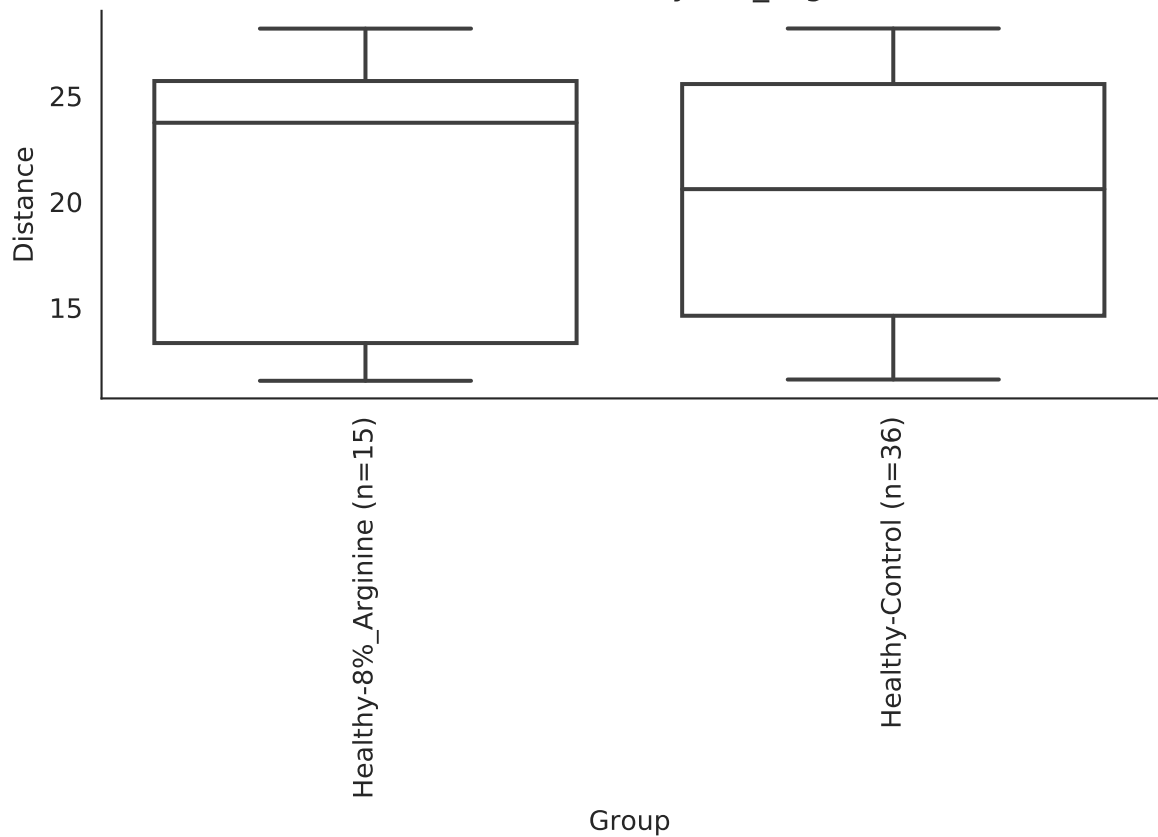 25
20
15
Distance
Healthy-8%_Arginine (n=15)
Healthy-Control (n=36)
Group